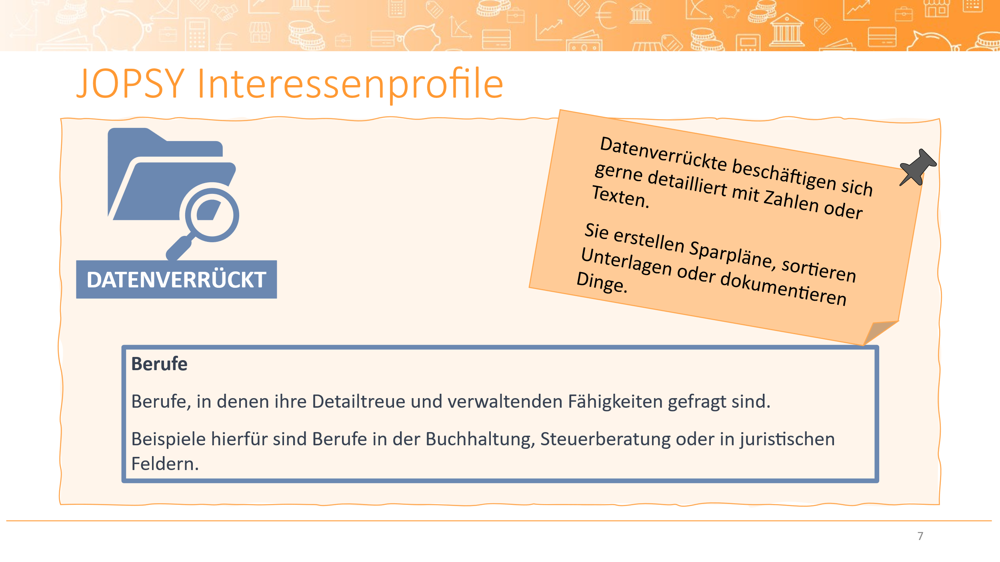 JOPSY Interessenprofile
Datenverrückte beschäftigen sich
gerne detailliert mit Zahlen oder
Texten.
Sie erstellen Sparpläne, sortieren
Unterlagen oder dokumentieren
Dinge.
DATENVERRÜCKT
Berufe
Berufe, in denen ihre Detailtreue und verwaltenden Fähigkeiten gefragt sind.
Beispiele hierfür sind Berufe in der Buchhaltung, Steuerberatung oder in juristischen
Feldern.
7